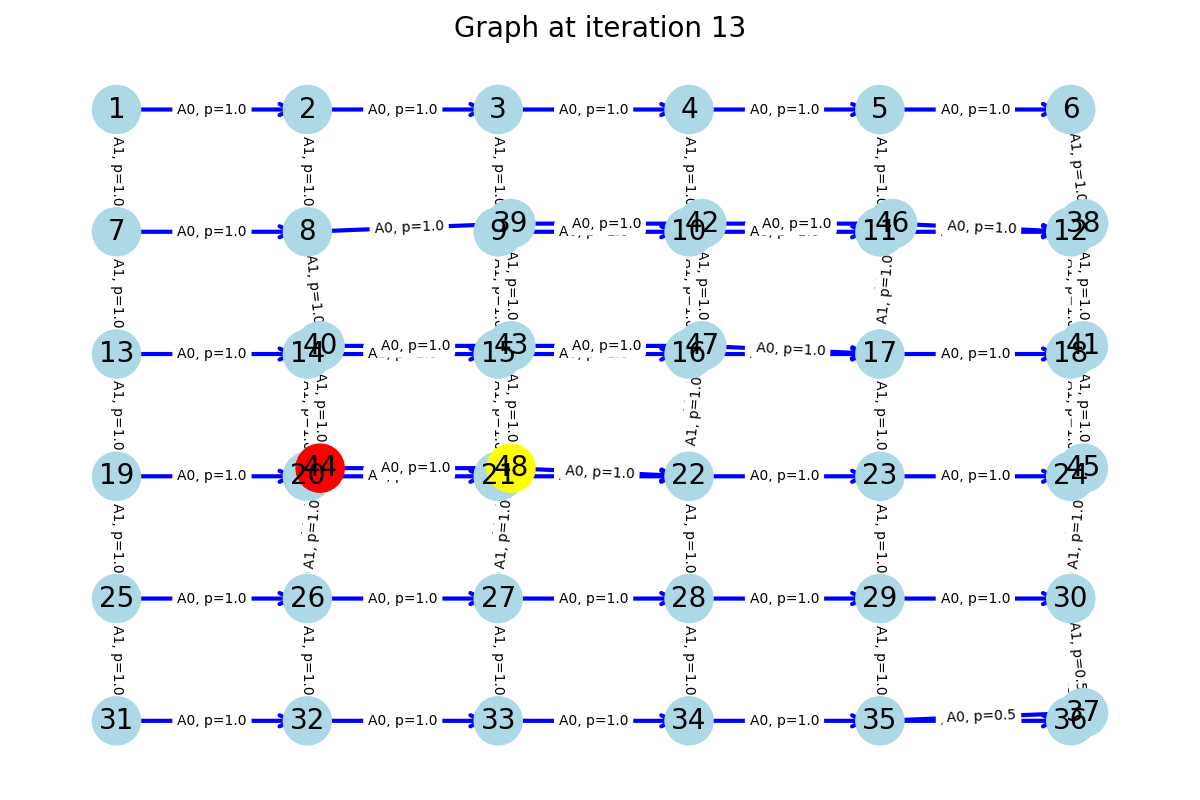 Graph at iteration 13
1 A0, p=1.0 2 A0, p=1.0 3 A0, p=1.0 4 A0, p=1.0 5 A0, p=1.0 6
A1, p=1.0 A1, p=1.0 A1, p=1.0 A1, p=1.0 A1, p=1.0 A1, p=1.0
7 A0, p=1.0 8 A0, p=1.0 9 39 A0, p=1.0 10 42 A0, p=1.0 11 46 A0, p=1.0 12 38
A1, p=1.0 A1, p=1.0 A1, p=1.0 A1, p=1.0 A1, p=1.0 A1, p=1.0
13 A0, p=1.0 14 40 A0, p=1.0 15 43 A0, p=1.0 16 47 A0, p=1.0 17 A0, p=1.0 18 41
A1, p=1.0 A1, p=1.0 A1, p=1.0 A1, p=1.0 A1, p=1.0 A1, p=1.0
19 A0, p=1.0 20 44 A0, p=1.0 21 48 A0, p=1.0 22 A0, p=1.0 23 A0, p=1.0 24 45
A1, p=1.0 A1, p=1.0 A1, p=1.0 A1, p=1.0 A1, p=1.0 A1, p=1.0
25 A0, p=1.0 26 A0, p=1.0 27 A0, p=1.0 28 A0, p=1.0 29 A0, p=1.0 30
A1, p=1.0 A1, p=1.0 A1, p=1.0 A1, p=1.0 A1, p=1.0 A1, p=0.5
31 A0, p=1.0 32 A0, p=1.0 33 A0, p=1.0 34 A0, p=1.0 35 A0, p=0.5 36 37